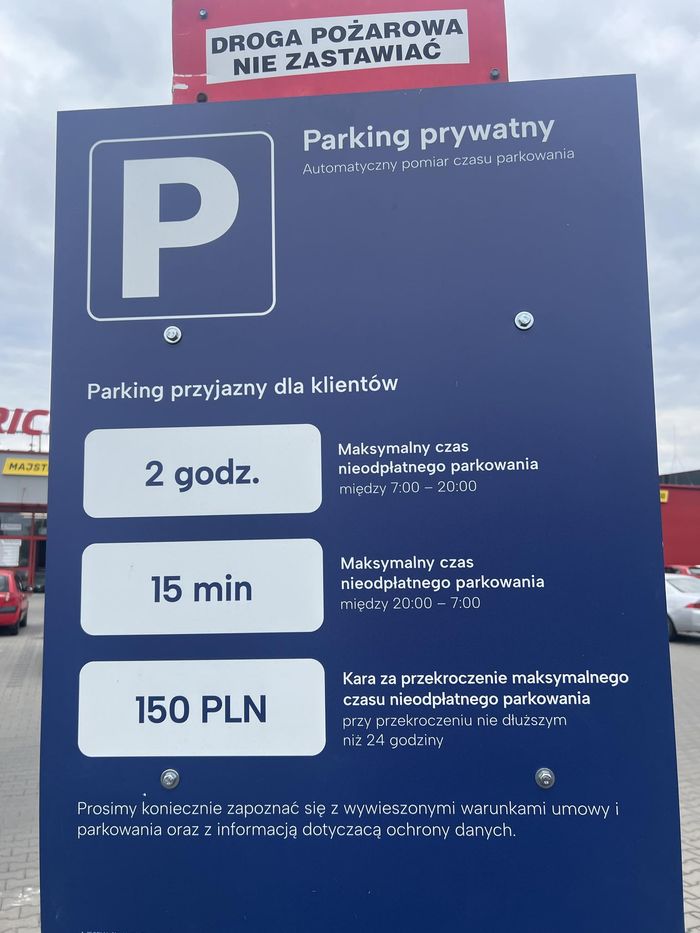 DROGA POŻAROWA
NIE ZASTAWIAĆ
P
Parking prywatny
Automatyczny pomiar czasu parkowania
Parking przyjazny dla klientów
2 godz.
Maksymalny czas
nieodpłatnego parkowania
między 7:00 – 20:00
15 min
Maksymalny czas
nieodpłatnego parkowania
między 20:00 – 7:00
150 PLN
Kara za przekroczenie maksymalnego
czasu nieodpłatnego parkowania
przy przekroczeniu nie dłuższym
niż 24 godziny
Prosimy koniecznie zapoznać się z wywieszonymi warunkami umowy i
parkowania oraz z informacją dotyczacą ochrony danych.
RIC
MAJST